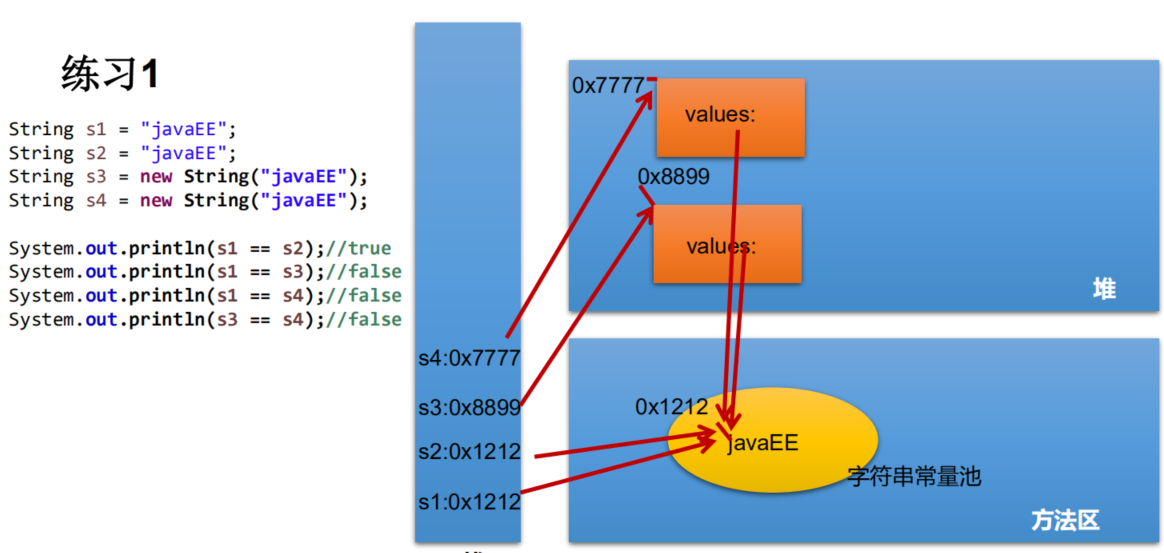 练习1
String s1 = "javaEE";
String s2 = "javaEE";
String s3 = new String("javaEE");
String s4 = new String("javaEE");
System.out.println(s1 == s2);//true
System.out.println(s1 == s3);//false
System.out.println(s1 == s4);//false
System.out.println(s3 == s4);//false
s4:0x7777
s3:0x8899
s2:0x1212
s1:0x1212
0x7777
values:
0x8899
values:
堆
0x1212
javaEE
字符串常量池
方法区